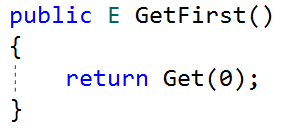 public E GetFirst()
{
    return Get(0);
}